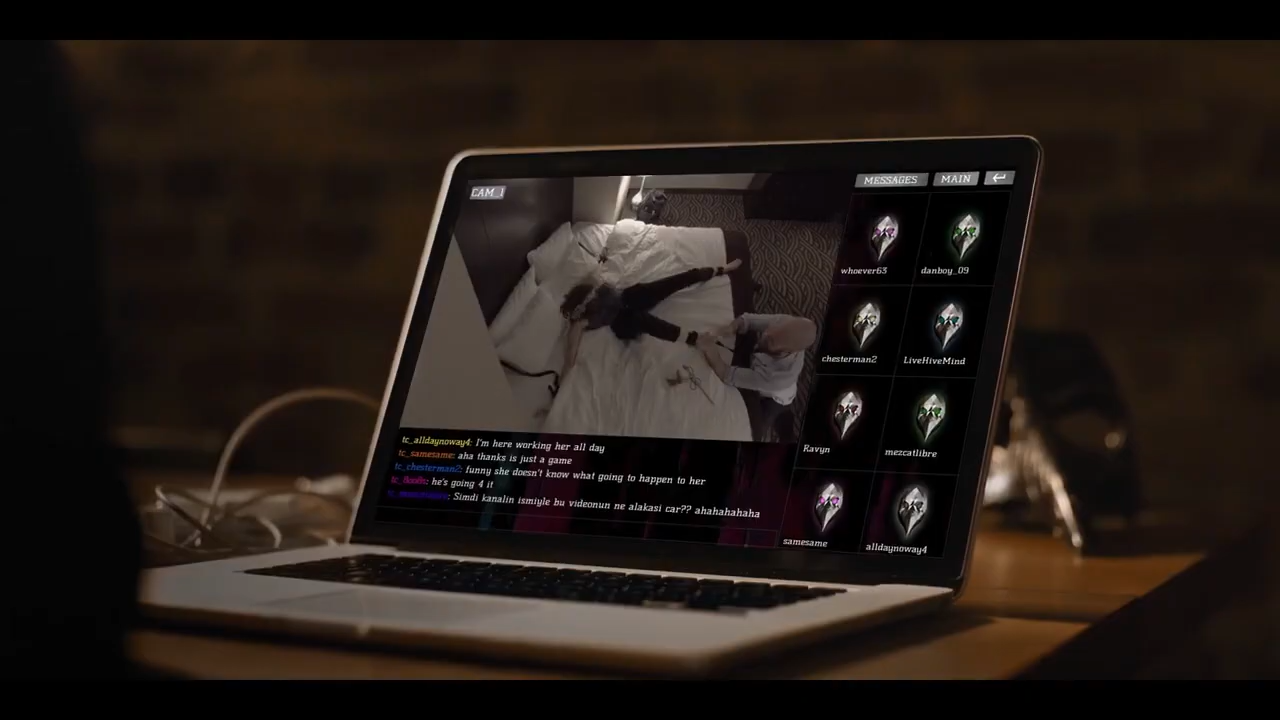 CAM_1
MESSAGES MAIN
whoever63 danboy_09
chesterman2 LiveHiveMind
Ravyn mezcatlibre
samesame alldaynoway4
tc_alldaynoway4: I'm here working her all day
tc_samesame: aha thanks is just a game
tc_chesterman2: funny she doesn't know what going to happen to her
he's going 4 it
Simdi kanalin ismiyle bu videonun ne alakasi car?? ahahahahaha